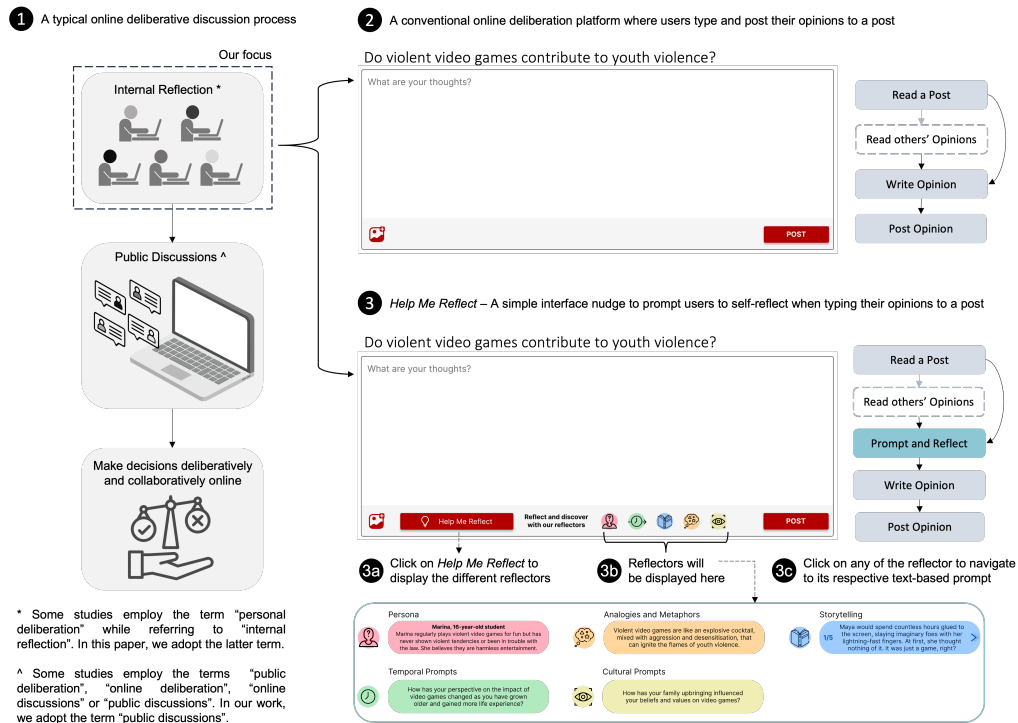 1 A typical online deliberative discussion process
Our focus
Internal Reflection *
Public Discussions ^
Make decisions deliberatively
and collaboratively online
* Some studies employ the term “personal
deliberation” while referring to “internal
reflection”. In this paper, we adopt the latter term.
^ Some studies employ the terms “public
deliberation”, “online deliberation”, “online
discussions” or “public discussions”. In our work,
we adopt the term “public discussions”.
2 A conventional online deliberation platform where users type and post their opinions to a post
Do violent video games contribute to youth violence?
What are your thoughts?
POST
Read a Post
Read others’ Opinions
Write Opinion
Post Opinion
3 Help Me Reflect – A simple interface nudge to prompt users to self-reflect when typing their opinions to a post
Do violent video games contribute to youth violence?
What are your thoughts?
Help Me Reflect
Reflect and discover
with our reflectors
POST
Read a Post
Read others’ Opinions
Prompt and Reflect
Write Opinion
Post Opinion
3a Click on Help Me Reflect to
display the different reflectors
3b Reflectors will
be displayed here
3c Click on any of the reflector to navigate
to its respective text-based prompt
Persona
Marina, 16-year-old student
Marina regularly plays violent video games for fun but has
never shown violent tendencies or been in trouble with
the law. She believes they are harmless entertainment.
Analogies and Metaphors
Violent video games are like an explosive cocktail,
mixed with aggression and desensitisation, that
can ignite the flames of youth violence.
Storytelling
1/5
Maya would spend countless hours glued to
the screen, slaying imaginary foes with her
lightning-fast fingers. At first, she thought
nothing of it. It was just a game, right?
Temporal Prompts
How has your perspective on the impact of
video games changed as you have grown
older and gained more life experience?
Cultural Prompts
How has your family upbringing influenced
your beliefs and values on video games?